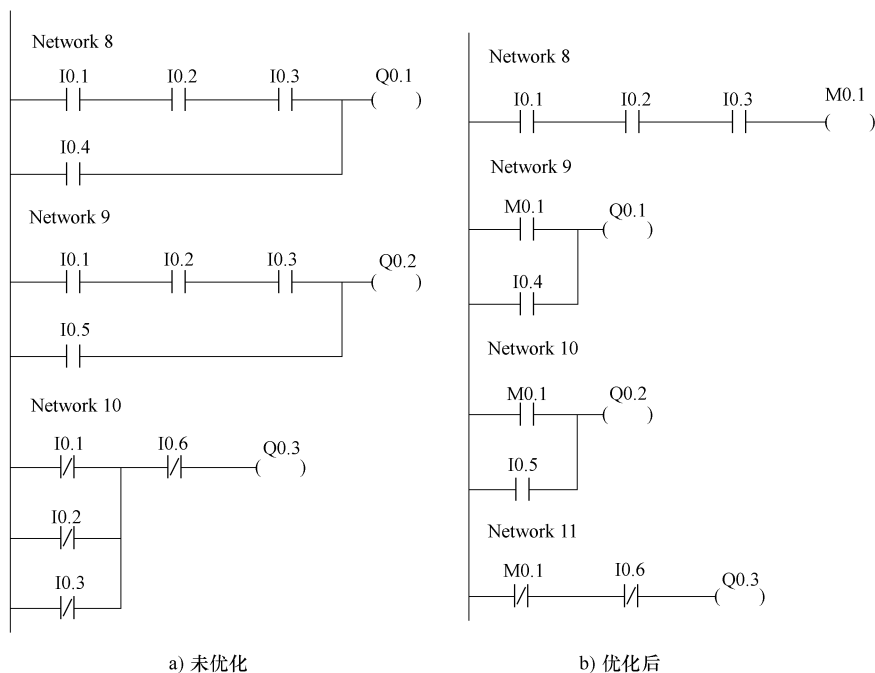 Network 8
I0.1 I0.2 I0.3 Q0.1
I0.4
Network 9
I0.1 I0.2 I0.3 Q0.2
I0.5
Network 10
I0.1 I0.6 Q0.3
I0.2
I0.3
a) 未优化
Network 8
I0.1 I0.2 I0.3 M0.1
Network 9
M0.1 Q0.1
I0.4
Network 10
M0.1 Q0.2
I0.5
Network 11
M0.1 I0.6 Q0.3
b) 优化后